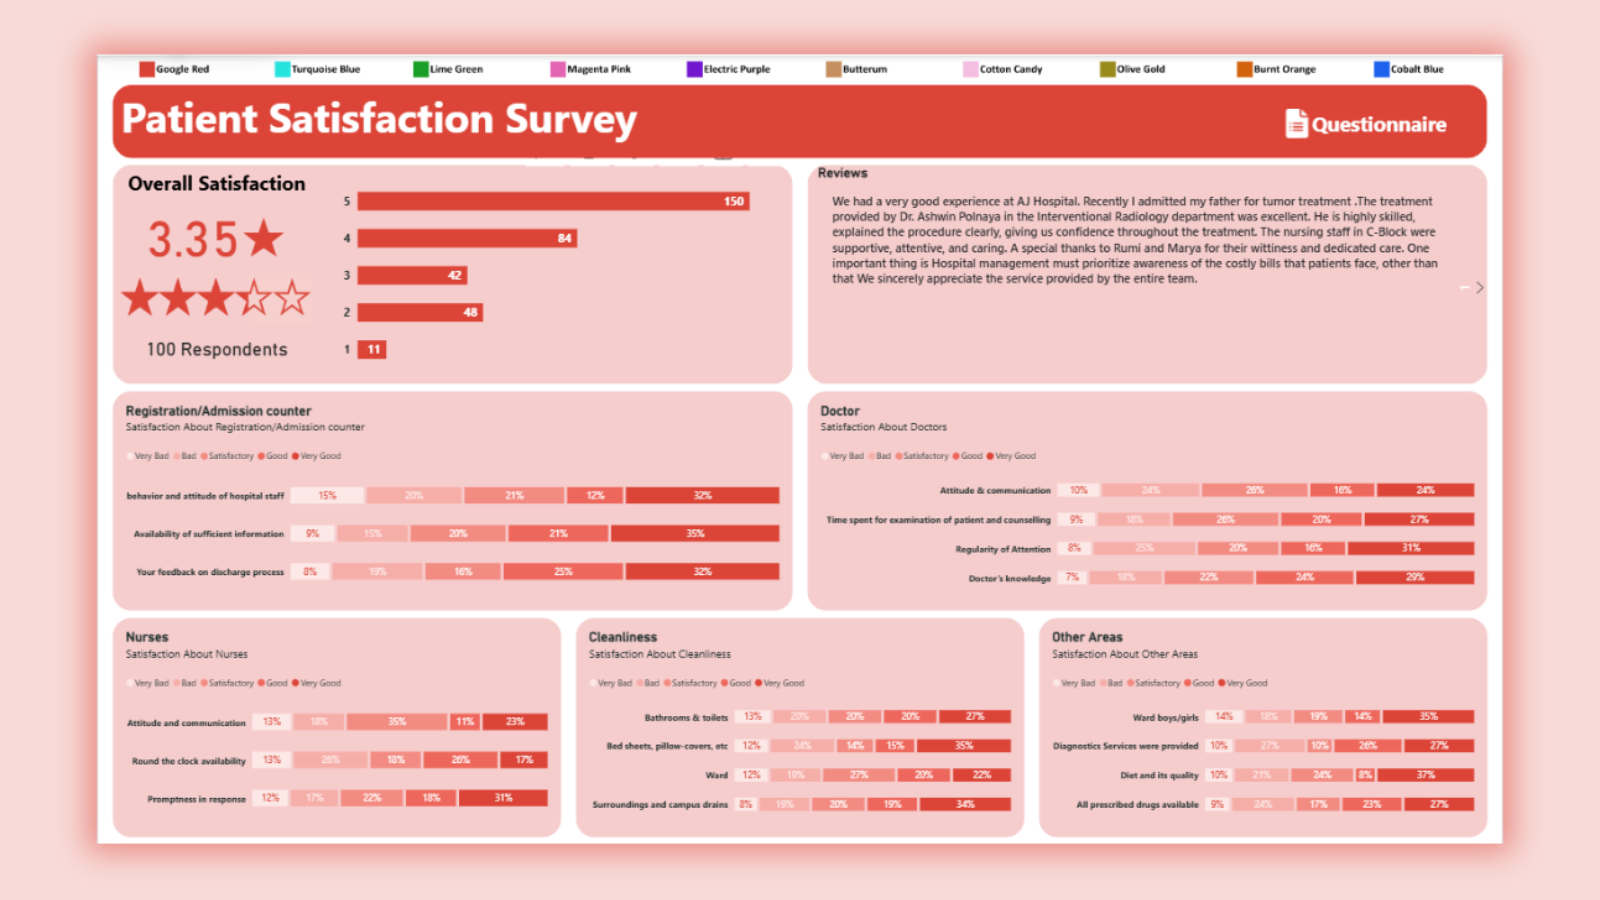 Google Red Turquoise Blue Lime Green Magenta Pink Electric Purple Butterum Cotton Candy Olive Gold Burnt Orange Cobalt Blue
Patient Satisfaction Survey
Questionnaire
Overall Satisfaction
3.35
100 Respondents
5 150
4 84
3 42
2 48
1 11
Reviews
We had a very good experience at AJ Hospital. Recently I admitted my father for tumor treatment .The treatment
provided by Dr. Ashwin Polnaya in the Interventional Radiology department was excellent. He is highly skilled,
explained the procedure clearly, giving us confidence throughout the treatment. The nursing staff in C-Block were
supportive, attentive, and caring. A special thanks to Rumi and Marya for their wittiness and dedicated care. One
important thing is Hospital management must prioritize awareness of the costly bills that patients face, other than
that We sincerely appreciate the service provided by the entire team.
Registration/Admission counter
Satisfaction About Registration/Admission counter
Very Bad Bad Satisfactory Good Very Good
behavior and attitude of hospital staff 15% 20% 21% 12% 32%
Availability of sufficient information 9% 15% 20% 21% 35%
Your feedback on discharge process 8% 19% 16% 25% 32%
Doctor
Satisfaction About Doctors
Very Bad Bad Satisfactory Good Very Good
Attitude & communication 10% 24% 26% 16% 24%
Time spent for examination of patient and counselling 9% 18% 26% 20% 27%
Regularity of Attention 8% 25% 20% 16% 31%
Doctor's knowledge 7% 18% 22% 24% 29%
Nurses
Satisfaction About Nurses
Very Bad Bad Satisfactory Good Very Good
Attitude and communication 13% 18% 35% 11% 23%
Round the clock availability 13% 26% 18% 26% 17%
Promptness in response 12% 17% 22% 18% 31%
Cleanliness
Satisfaction About Cleanliness
Very Bad Bad Satisfactory Good Very Good
Bathrooms & toilets 13% 20% 20% 20% 27%
Bed sheets, pillow-covers, etc 12% 24% 14% 15% 35%
Ward 12% 19% 27% 20% 22%
Surroundings and campus drains 8% 19% 20% 19% 34%
Other Areas
Satisfaction About Other Areas
Very Bad Bad Satisfactory Good Very Good
Ward boys/girls 14% 18% 19% 14% 35%
Diagnostics Services were provided 10% 27% 10% 26% 27%
Diet and its quality 10% 21% 24% 8% 37%
All prescribed drugs available 9% 24% 17% 23% 27%